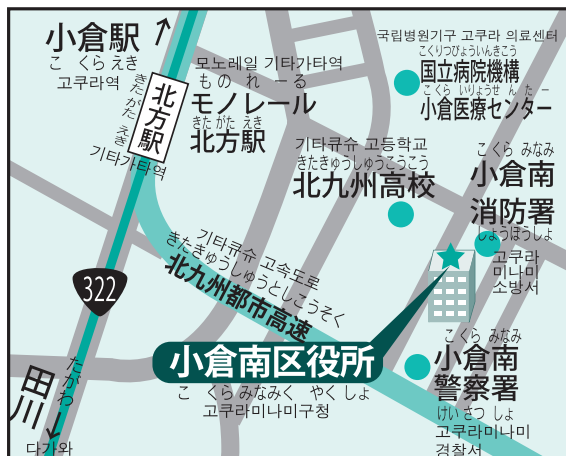 小倉駅
こ くら えき
고쿠라역
北方駅
きた がた えき
기타가타역
모노레일 기타가타역
も の れ ー る
モノレール
きた がた えき
北方駅
국립병원기구 고쿠라 의료센터
こくりつびょういんきこう
国立病院機構
こくら いりょうせ ん た ー
小倉医療センター
기타큐슈 고등학교
きたきゅうしゅうこうこう
北九州高校
こ くら みなみ
小倉南
消防署
しょうぼうしょ
고쿠라
미나미
소방서
기타큐슈 고속도로
きたきゅうしゅうとしこうそく
北九州都市高速
322
小倉南区役所
こ くら みなみく やく しょ
고쿠라미나미구청
こ くら みなみ
小倉南
警察署
けい さつ しょ
고쿠라미나미
경찰서
たがわ
田川
다가와